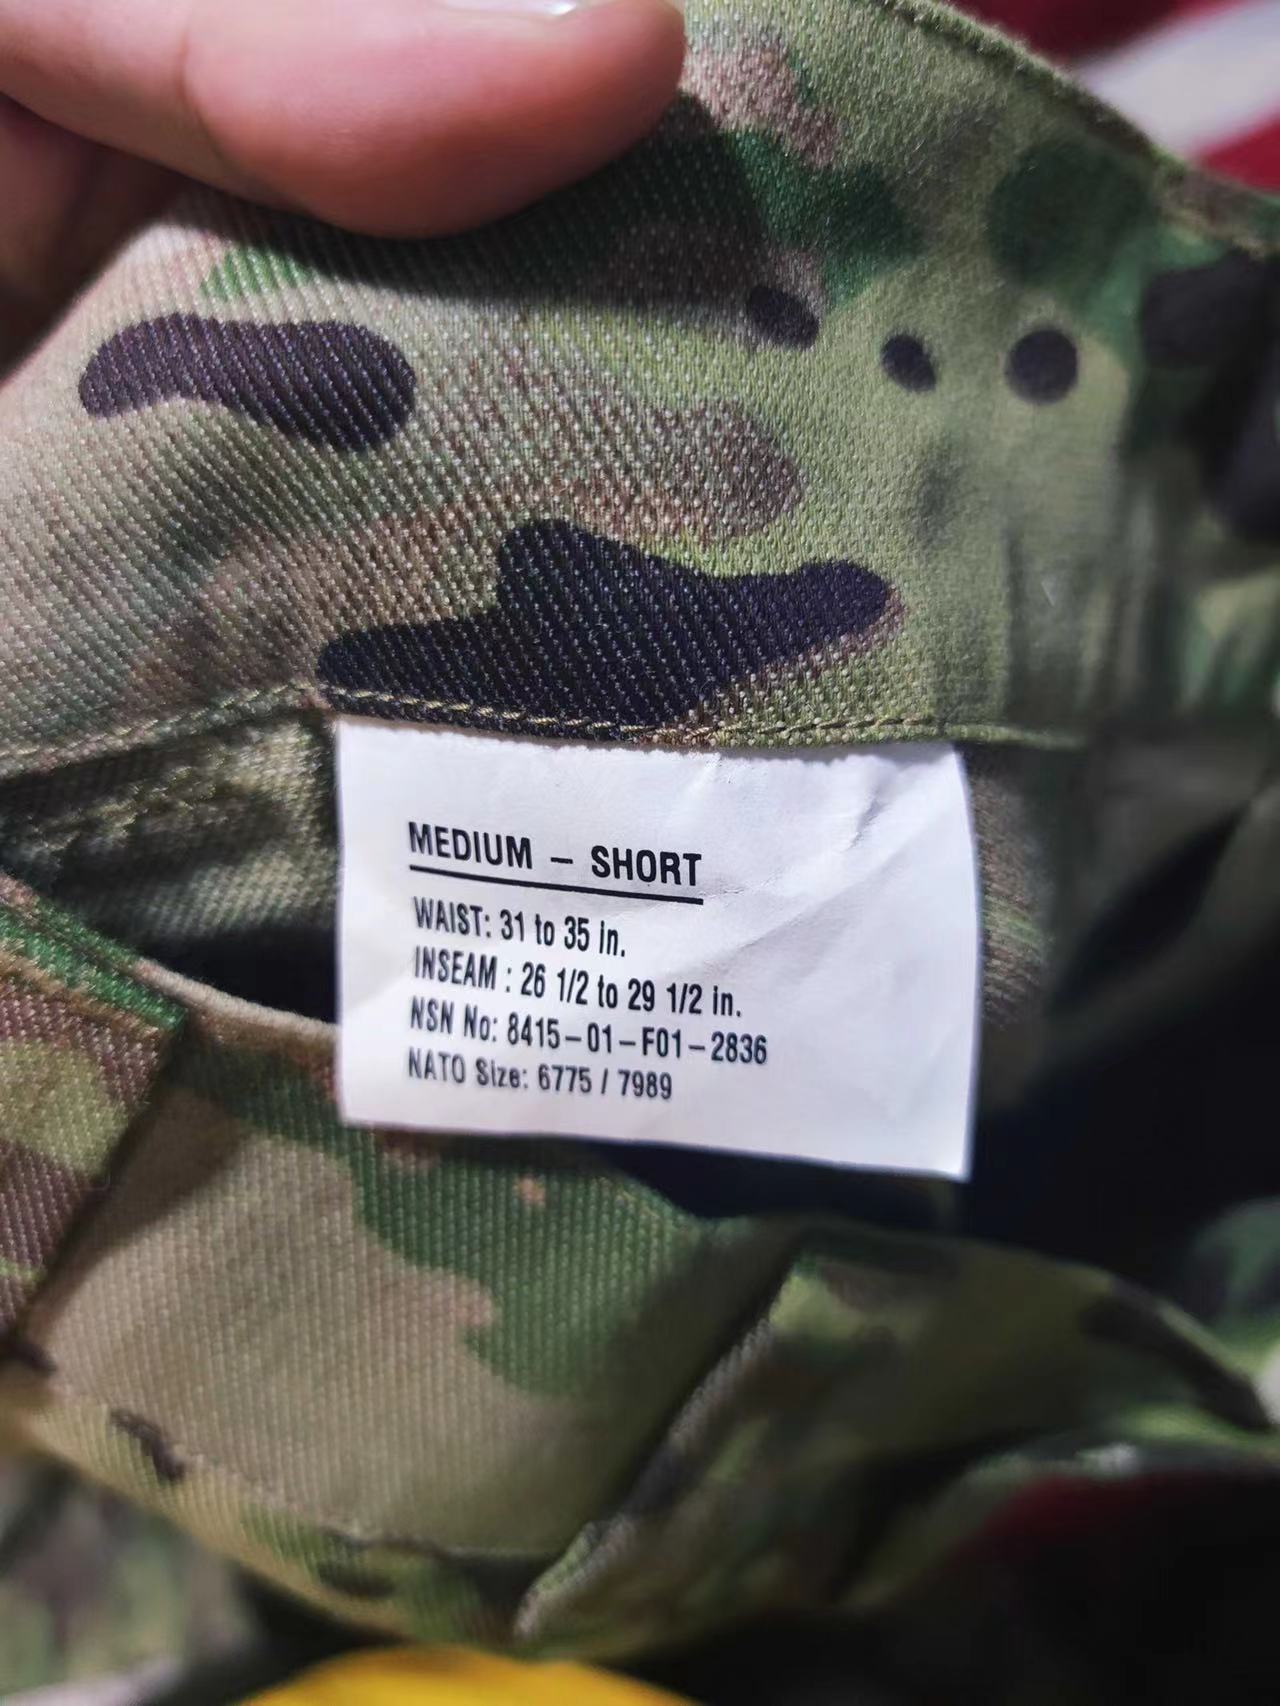 MEDIUM – SHORT
WAIST: 31 to 35 in.
INSEAM : 26 1/2 to 29 1/2 in.
NSN No: 8415–01–F01–2836
NATO Size: 6775 / 7989